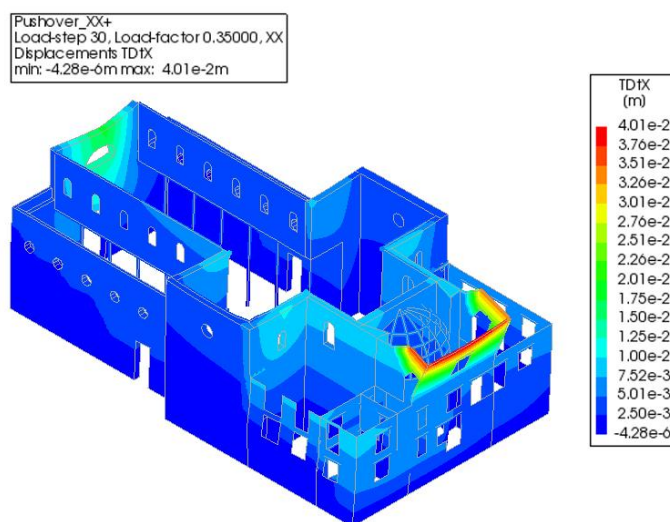 Pushover_XX+
Load-step 30, Load-factor 0.35000, XX
Displacements TDtX
min: -4.28e-6m max: 4.01e-2m
TDtX
(m)
4.01e-2
3.76e-2
3.51e-2
3.26e-2
3.01e-2
2.76e-2
2.51e-2
2.26e-2
2.01e-2
1.75e-2
1.50e-2
1.25e-2
1.00e-2
7.52e-3
5.01e-3
2.50e-3
-4.28e-6